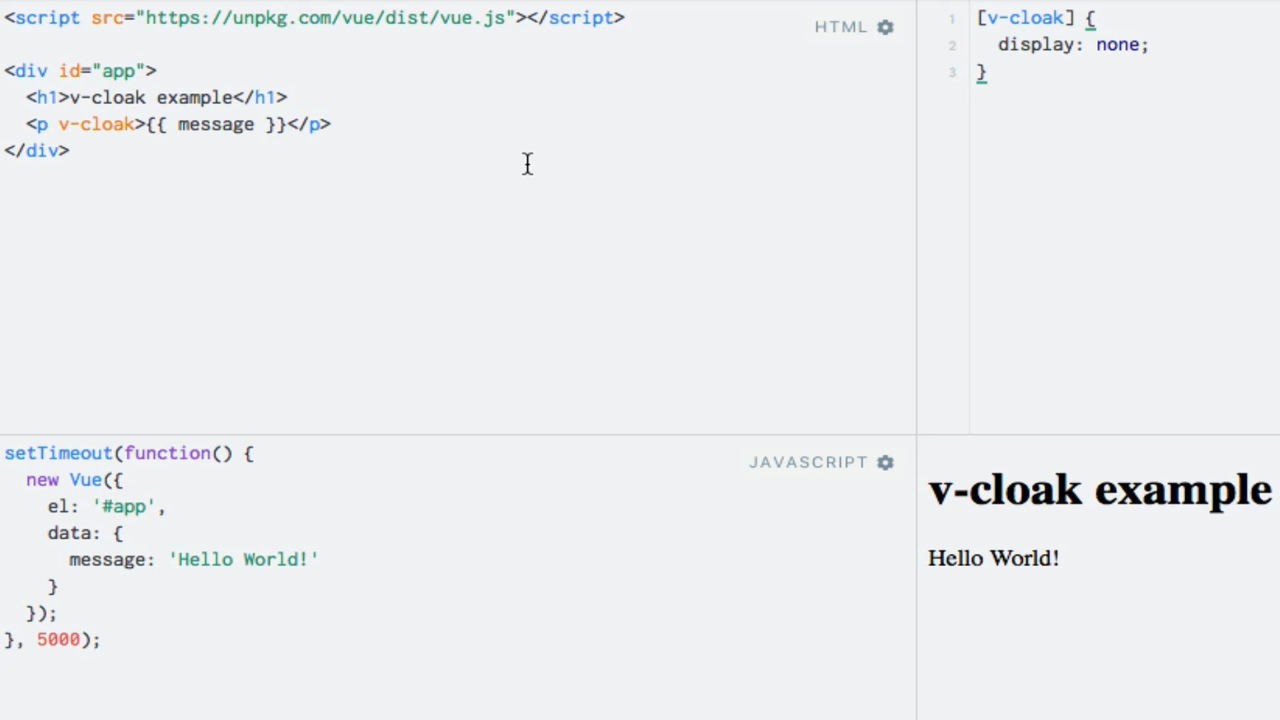 <script src="https://unpkg.com/vue/dist/vue.js"></script>
HTML
<div id="app">
  <h1>v-cloak example</h1>
  <p v-cloak>{{ message }}</p>
</div>
1 [v-cloak] {
2   display: none;
3 }
setTimeout(function() {
JAVASCRIPT
  new Vue({
    el: '#app',
    data: {
      message: 'Hello World!'
    }
  });
}, 5000);
v-cloak example
Hello World!